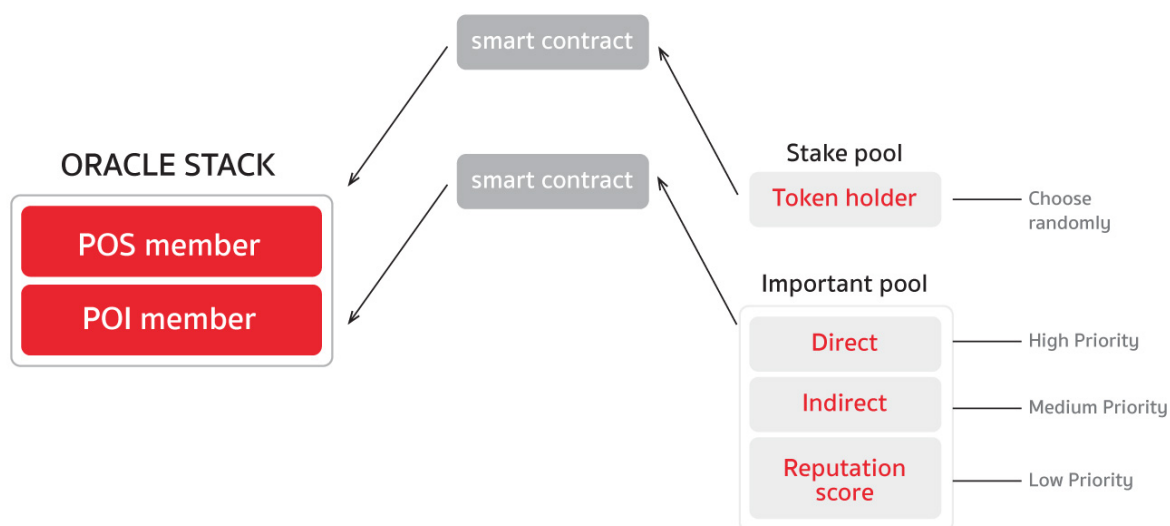 smart contract
ORACLE STACK
POS member
POI member
smart contract
Stake pool
Token holder
Choose
randomly
Important pool
Direct
High Priority
Indirect
Medium Priority
Reputation
score
Low Priority